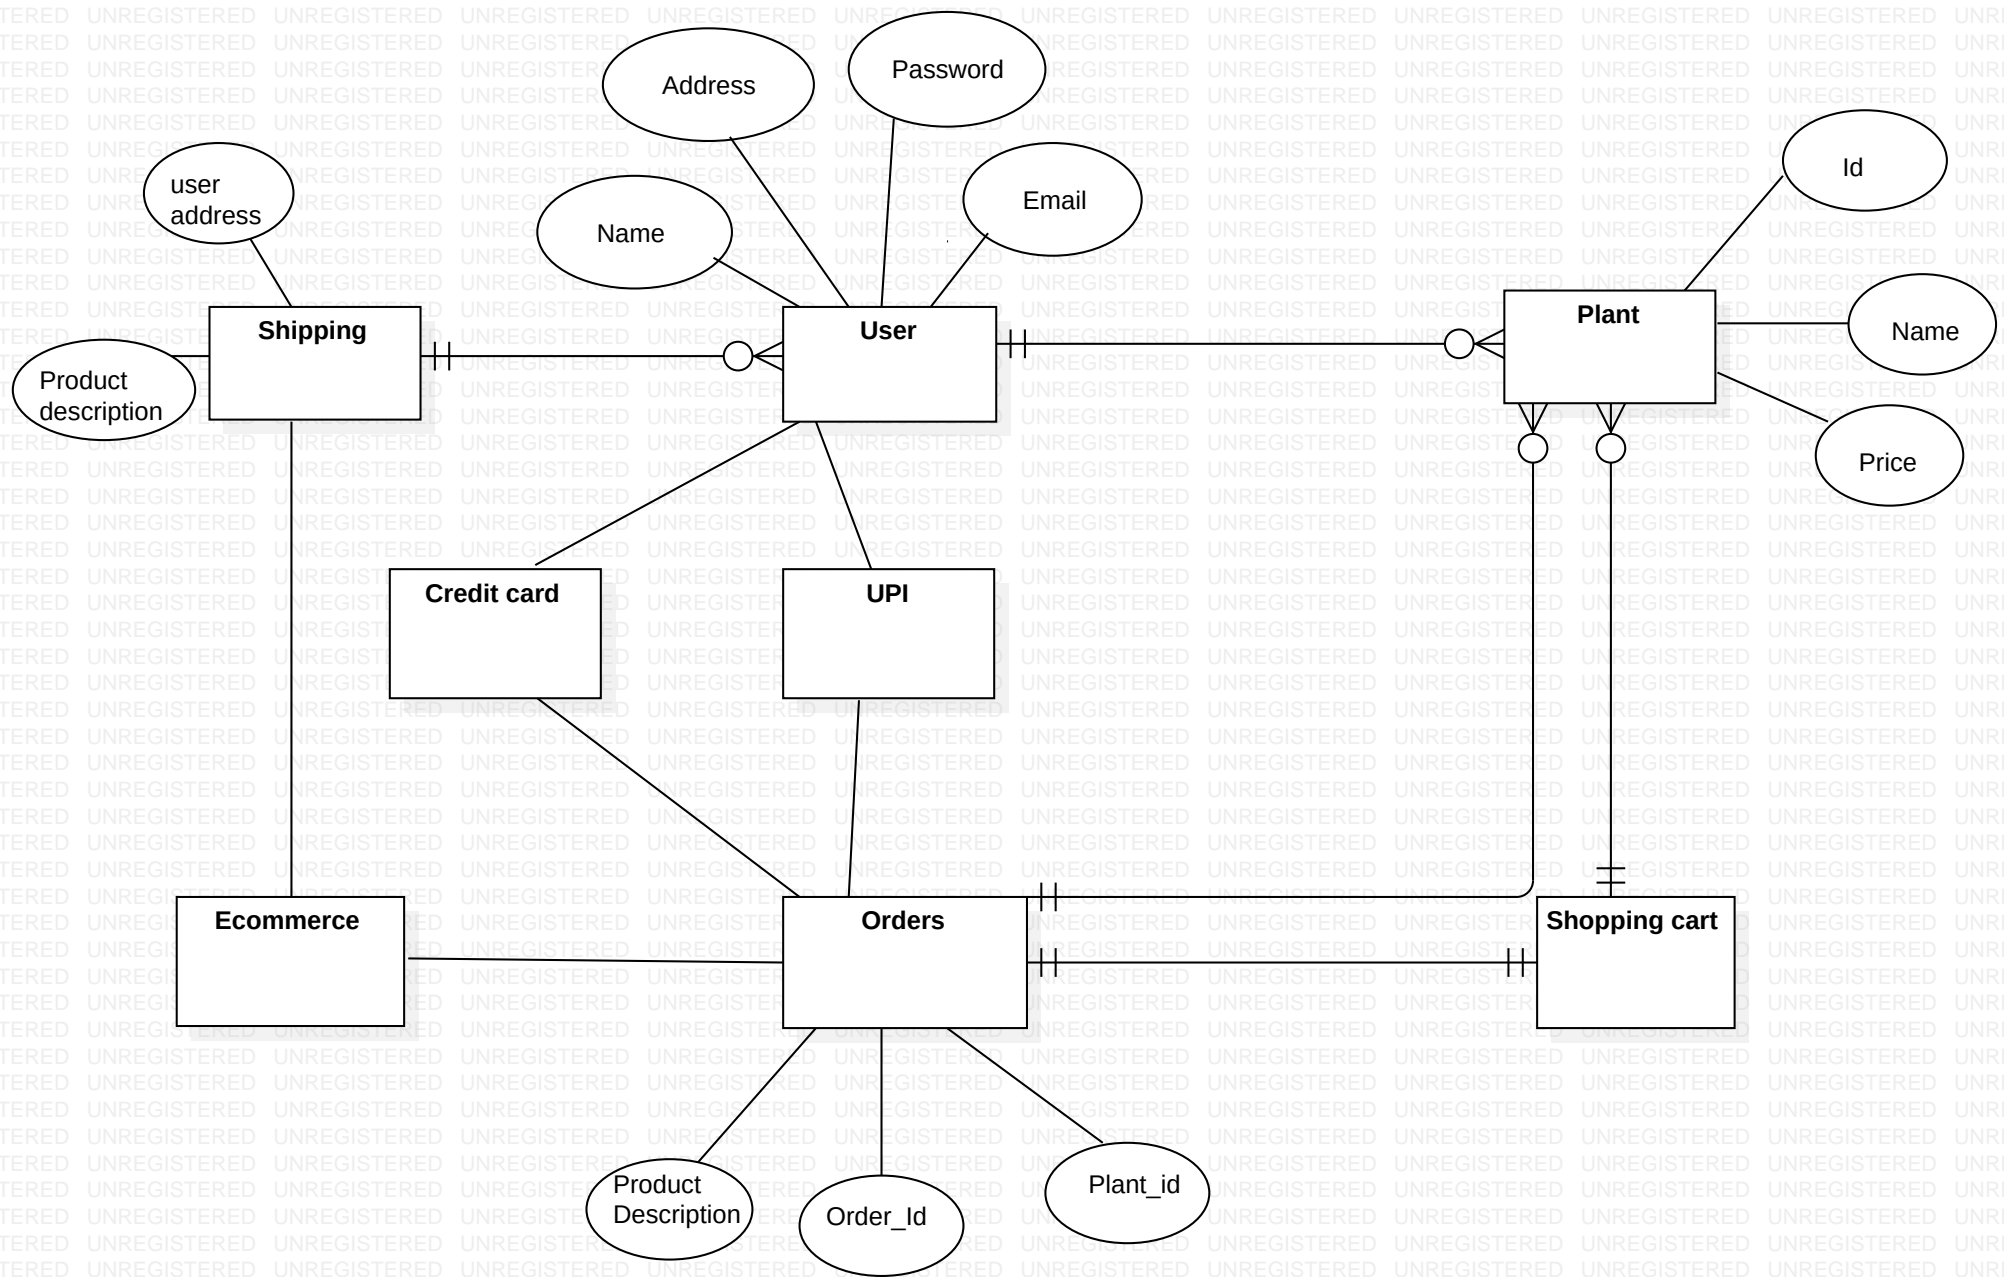 Password
Address
Id
user
address
Email
Name
Shipping
User
Plant
Name
Product
description
Price
Credit card
UPI
Ecommerce
Orders
Shopping cart
Product
Description
Order_Id
Plant_id
UNREGISTERED